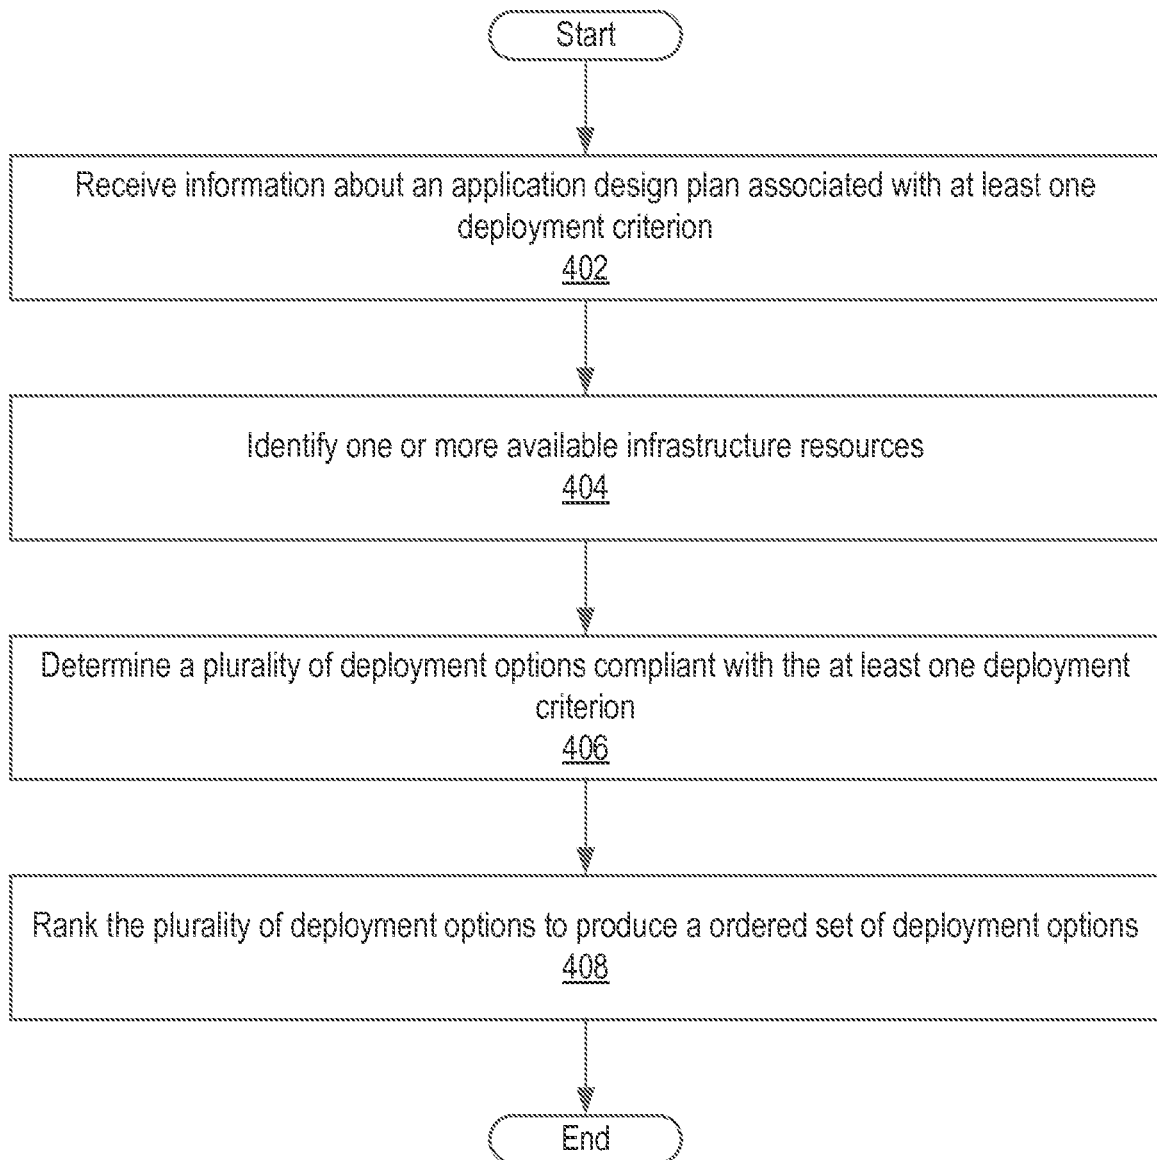 Start
Receive information about an application design plan associated with at least one
deployment criterion
402
Identify one or more available infrastructure resources
404
Determine a plurality of deployment options compliant with the at least one deployment
criterion
406
Rank the plurality of deployment options to produce a ordered set of deployment options
408
End